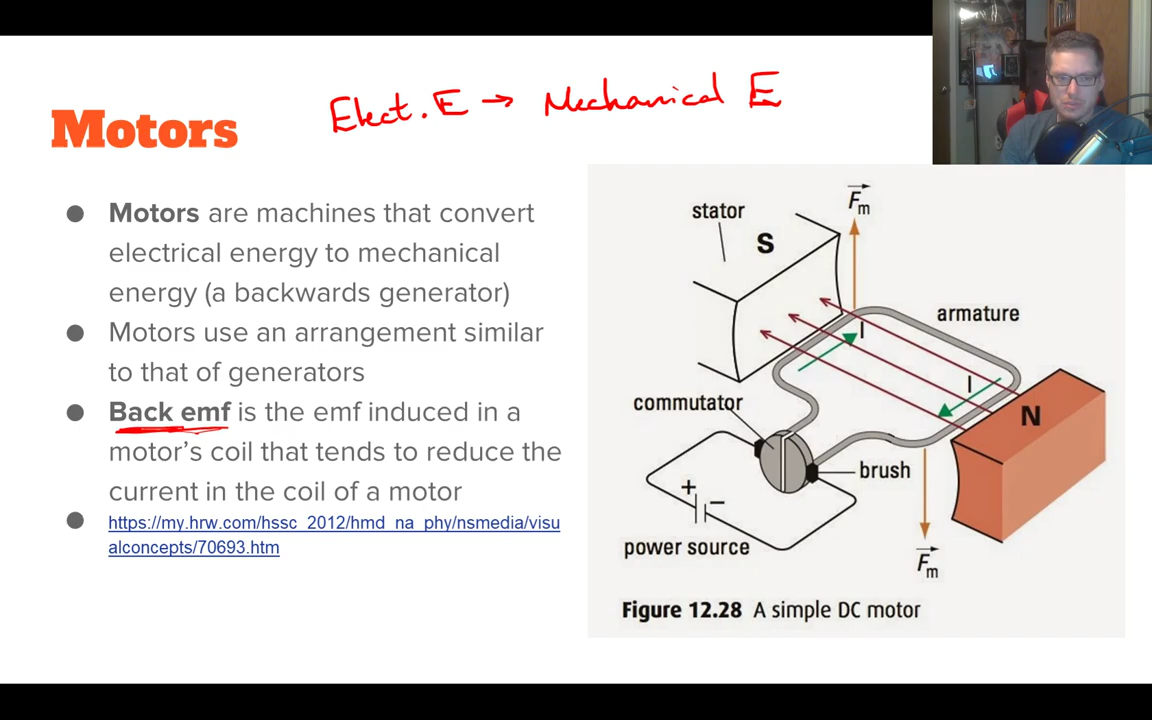 Elect. E → Mechanical E
Motors
● Motors are machines that convert
electrical energy to mechanical
energy (a backwards generator)
● Motors use an arrangement similar
to that of generators
● Back emf is the emf induced in a
motor's coil that tends to reduce the
current in the coil of a motor
● https://my.hrw.com/hssc_2012/hmd_na_phy/nsmedia/visu
alconcepts/70693.htm
Fm
stator
S
armature
I
I
commutator
N
brush
+ −
power source
Fm
Figure 12.28 A simple DC motor